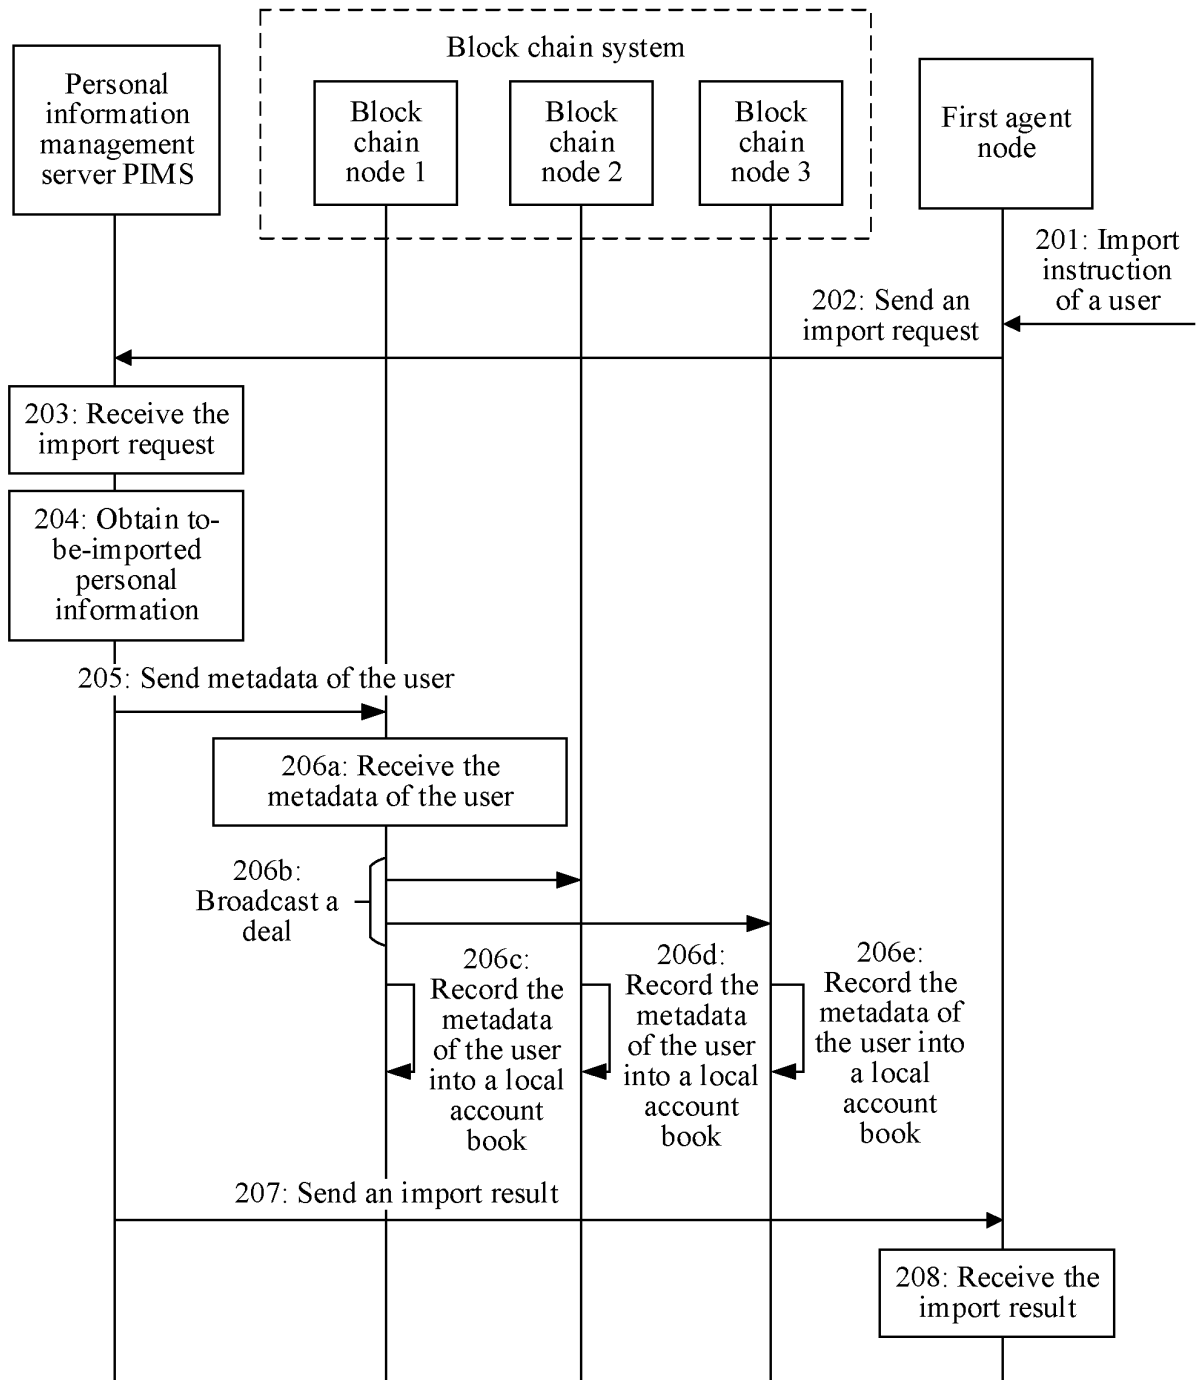 Block chain system
Personal
information
management
server PIMS
Block
chain
node 1
Block
chain
node 2
Block
chain
node 3
First agent
node
201: Import
instruction
of a user
202: Send an
import request
203: Receive the
import request
204: Obtain to-
be-imported
personal
information
205: Send metadata of the user
206a: Receive the
metadata of the user
206b:
Broadcast a
deal
206c:
Record the
metadata
of the user
into a local
account
book
206d:
Record the
metadata
of the user
into a local
account
book
206e:
Record the
metadata of
the user into
a local
account
book
207: Send an import result
208: Receive the
import result